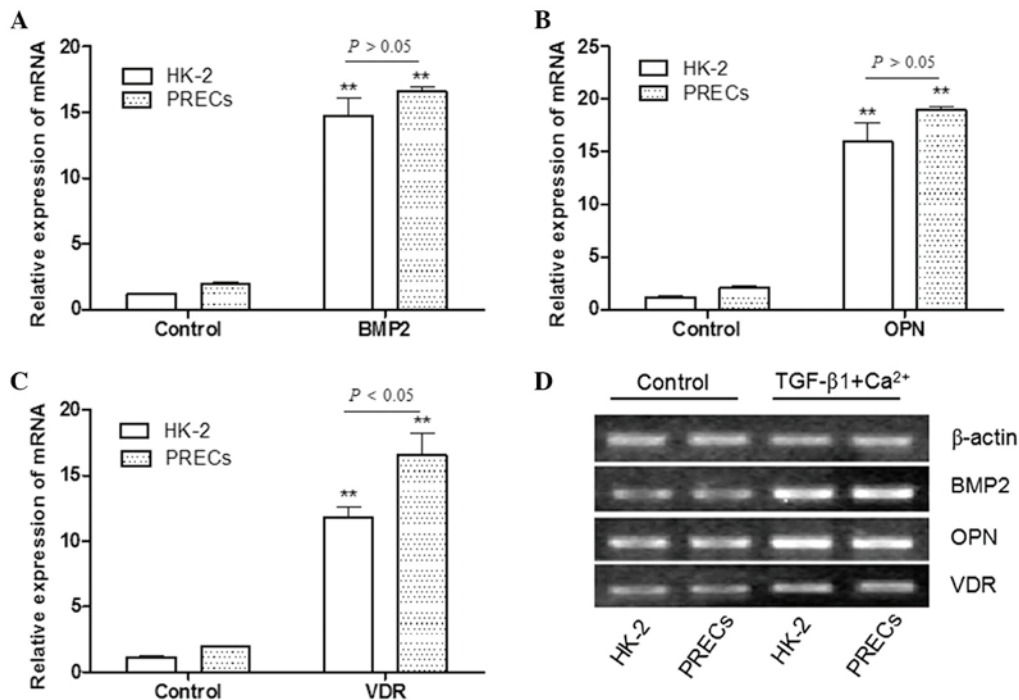 A
Relative expression of mRNA
20
15
10
5
0
HK-2
PRECs
P > 0.05
**
**
Control
BMP2
B
Relative expression of mRNA
25
20
15
10
5
0
HK-2
PRECs
P > 0.05
**
**
Control
OPN
C
Relative expression of mRNA
20
15
10
5
0
HK-2
PRECs
P < 0.05
**
**
Control
VDR
D
Control
TGF-β1+Ca²⁺
β-actin
BMP2
OPN
VDR
HK-2
PRECs
HK-2
PRECs